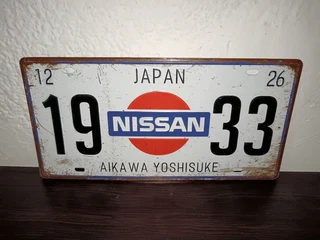 12 JAPAN 26
19 NISSAN 33
AIKAWA YOSHISUKE